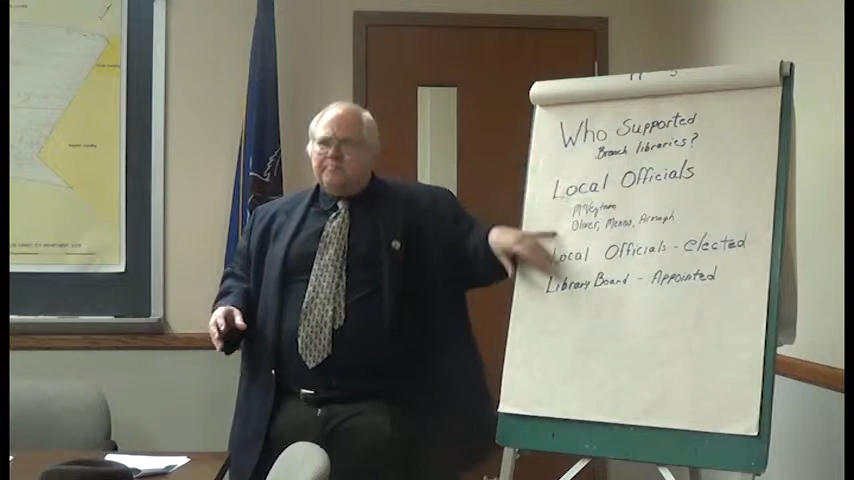 Who Supported
Branch libraries?
Local Officials
Oliver, Menno, Armagh
Local Officials - elected
Library Board - Appointed